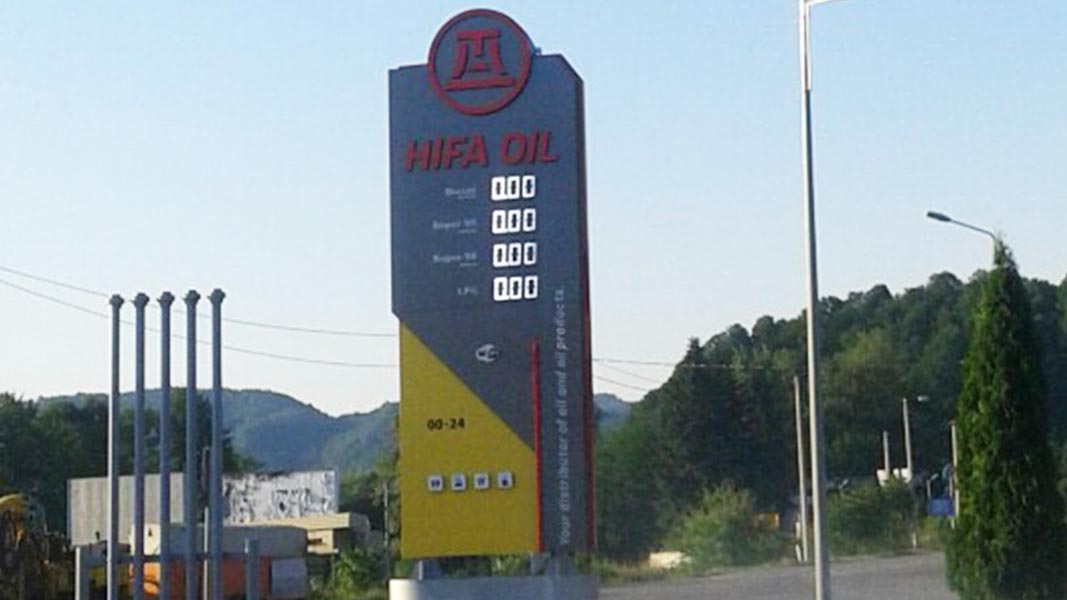 HIFA OIL
Diesel 0.00
Super 95 0.00
Super 98 0.00
LPG 0.00
00-24
Your distributor of oil and oil products.